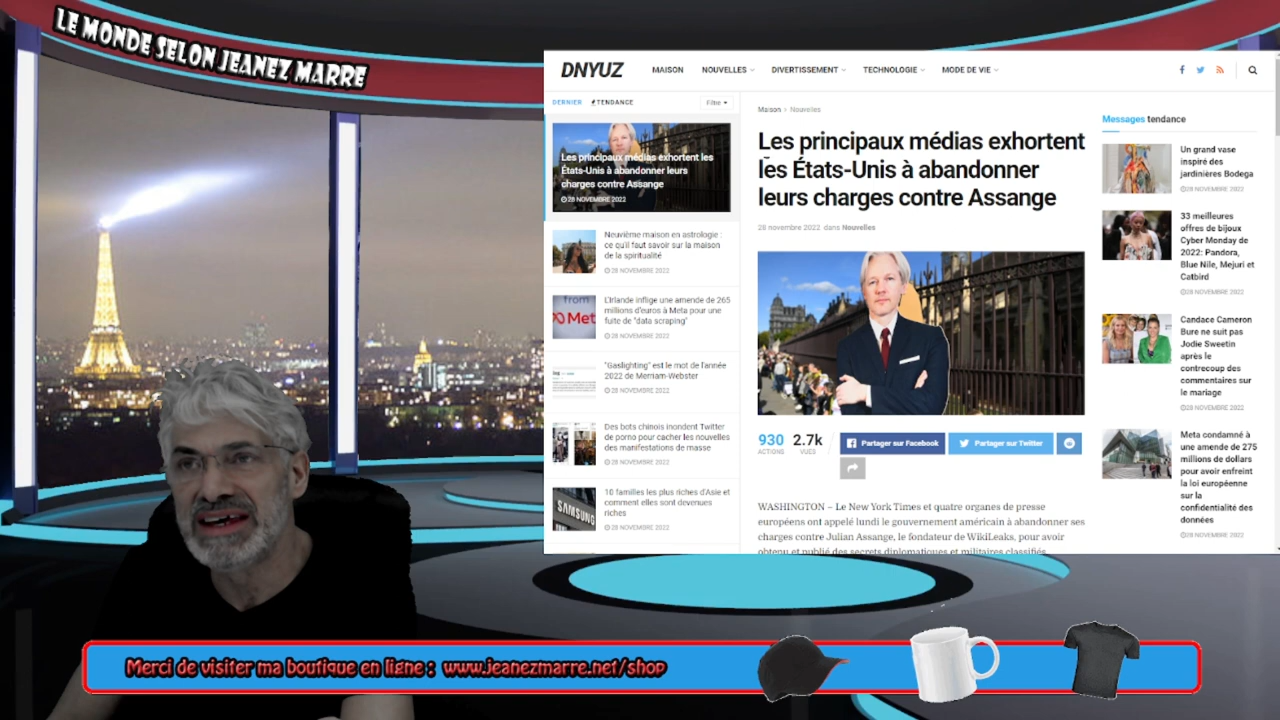 LE MONDE SELON JEANEZ MARRE
DNYUZ
MAISON
NOUVELLES
DIVERTISSEMENT
TECHNOLOGIE
MODE DE VIE
DERNIER
TENDANCE
Filtre
Les principaux médias exhortent les
États-Unis à abandonner leurs
charges contre Assange
28 NOVEMBRE 2022
Neuvième maison en astrologie :
ce qu'il faut savoir sur la maison
de la spiritualité
28 NOVEMBRE 2022
from
Met
L'Irlande inflige une amende de 265
millions d'euros à Meta pour une
fuite de "data scraping"
28 NOVEMBRE 2022
"Gaslighting" est le mot de l'année
2022 de Merriam-Webster
28 NOVEMBRE 2022
Des bots chinois inondent Twitter
de porno pour cacher les nouvelles
des manifestations de masse
28 NOVEMBRE 2022
SAMSUNG
10 familles les plus riches d'Asie et
comment elles sont devenues
riches
28 NOVEMBRE 2022
Maison > Nouvelles
Les principaux médias exhortent
les États-Unis à abandonner
leurs charges contre Assange
28 novembre 2022 dans Nouvelles
930 2.7k
ACTIONS VUES
Partager sur Facebook
Partager sur Twitter
WASHINGTON – Le New York Times et quatre organes de presse
européens ont appelé lundi le gouvernement américain à abandonner ses
charges contre Julian Assange, le fondateur de WikiLeaks, pour avoir
obtenu et publié des secrets diplomatiques et militaires classifiés
Messages tendance
Un grand vase
inspiré des
jardinières Bodega
28 NOVEMBRE 2022
33 meilleures
offres de bijoux
Cyber Monday de
2022: Pandora,
Blue Nile, Mejuri et
Catbird
28 NOVEMBRE 2022
Candace Cameron
Bure ne suit pas
Jodie Sweetin
après le
contrecoup des
commentaires sur
le mariage
28 NOVEMBRE 2022
Meta condamné à
une amende de 275
millions de dollars
pour avoir enfreint
la loi européenne
sur la
confidentialité des
données
28 NOVEMBRE 2022
Merci de visiter ma boutique en ligne : www.jeanezmarre.net/shop